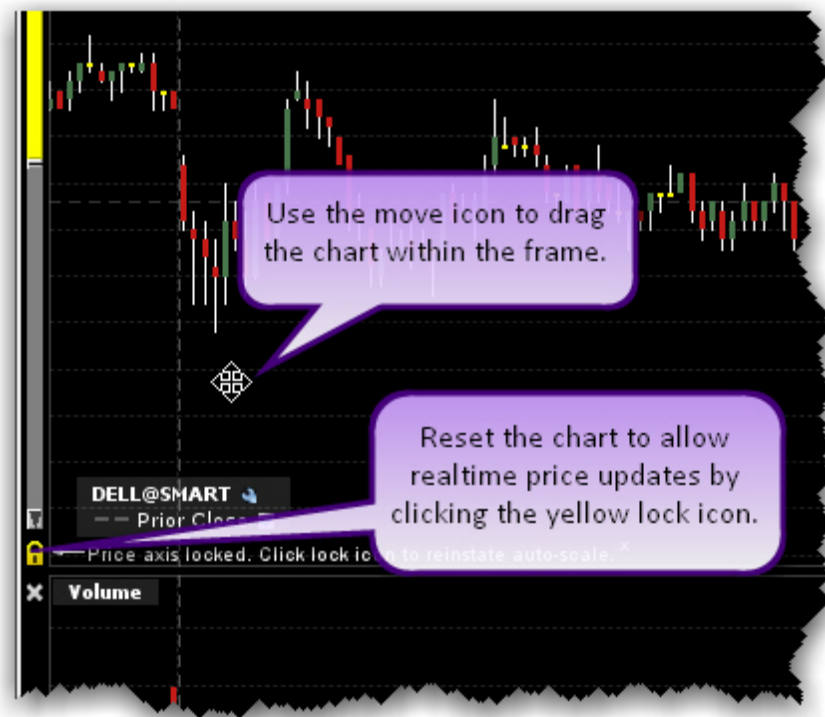 Use the move icon to drag
the chart within the frame.
Reset the chart to allow
realtime price updates by
clicking the yellow lock icon.
DELL@SMART
Prior Close
Price axis locked. Click lock icon to reinstate auto-scale.
Volume